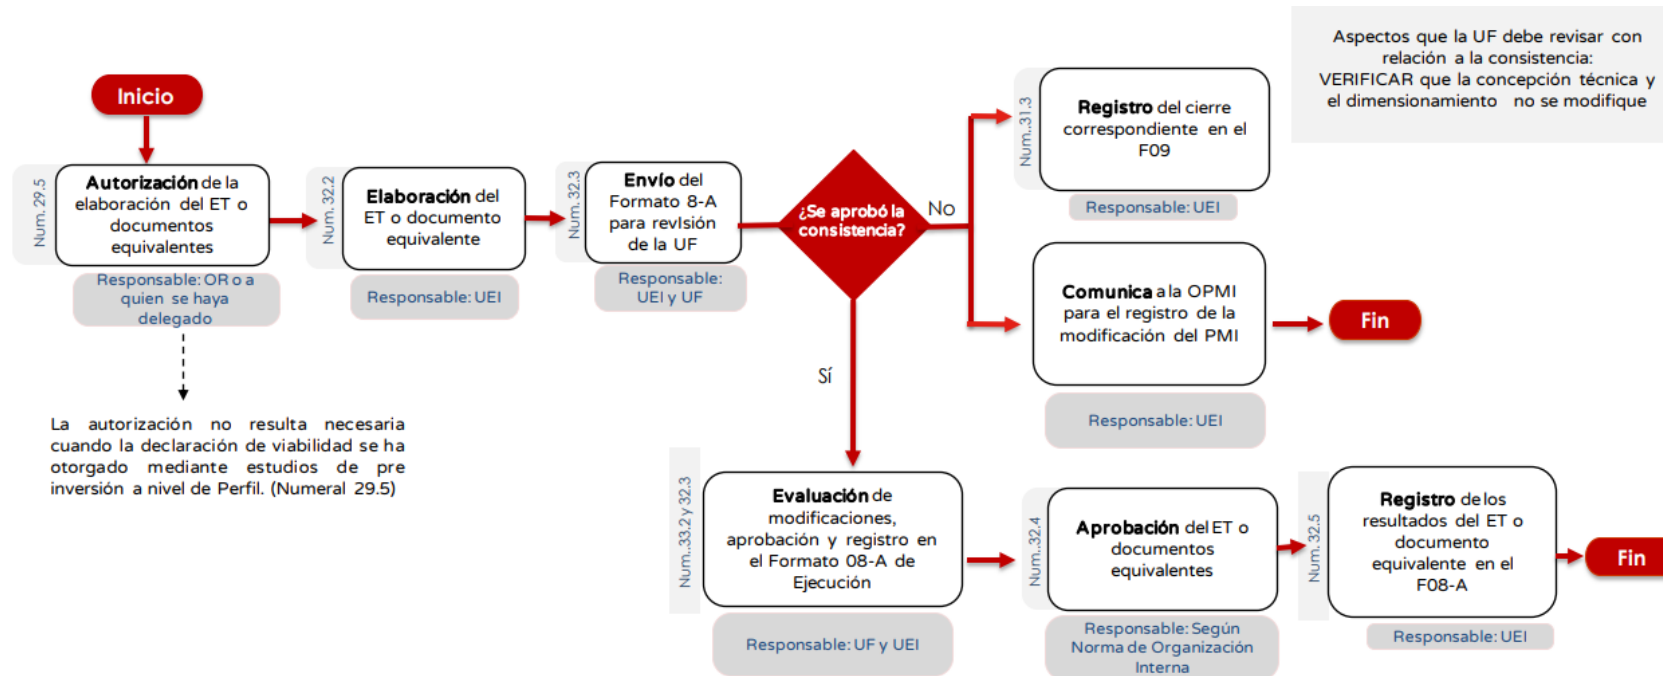 Inicio
Num. 29.5
Autorización de la
elaboración del ET o
documentos
equivalentes
Responsable: OR o a
quien se haya
delegado
La autorización no resulta necesaria
cuando la declaración de viabilidad se ha
otorgado mediante estudios de pre
inversión a nivel de Perfil. (Numeral 29.5)
Num. 32.2
Elaboración del
ET o documento
equivalente
Responsable: UEI
Num. 32.3
Envío del
Formato 8-A
para revIsión
de la UF
Responsable:
UEI y UF
¿Se aprobó la
consistencia?
No
Sí
Num..31.3
Registro del cierre
correspondiente en el
F09
Responsable: UEI
Comunica a la OPMI
para el registro de la
modificación del PMI
Responsable: UEI
Fin
Aspectos que la UF debe revisar con
relación a la consistencia:
VERIFICAR que la concepción técnica y
el dimensionamiento no se modifique
Num..33.2 y 32.3
Evaluación de
modificaciones,
aprobación y registro en
el Formato 08-A de
Ejecución
Responsable: UF y UEI
Num..32.4
Aprobación del ET o
documentos
equivalentes
Responsable: Según
Norma de Organización
Interna
Num. 32.5
Registro de los
resultados del ET o
documento
equivalente en el
F08-A
Responsable: UEI
Fin